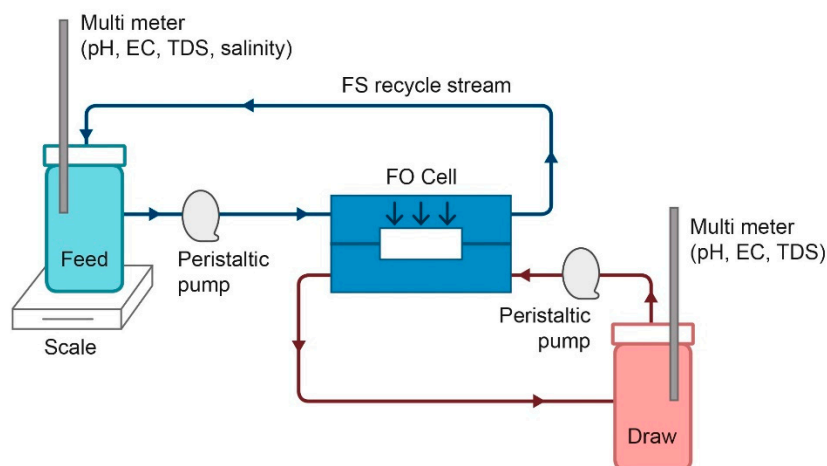 Multi meter
(pH, EC, TDS, salinity)
FS recycle stream
FO Cell
Feed
Peristaltic
pump
Scale
Multi meter
(pH, EC, TDS)
Peristaltic
pump
Draw